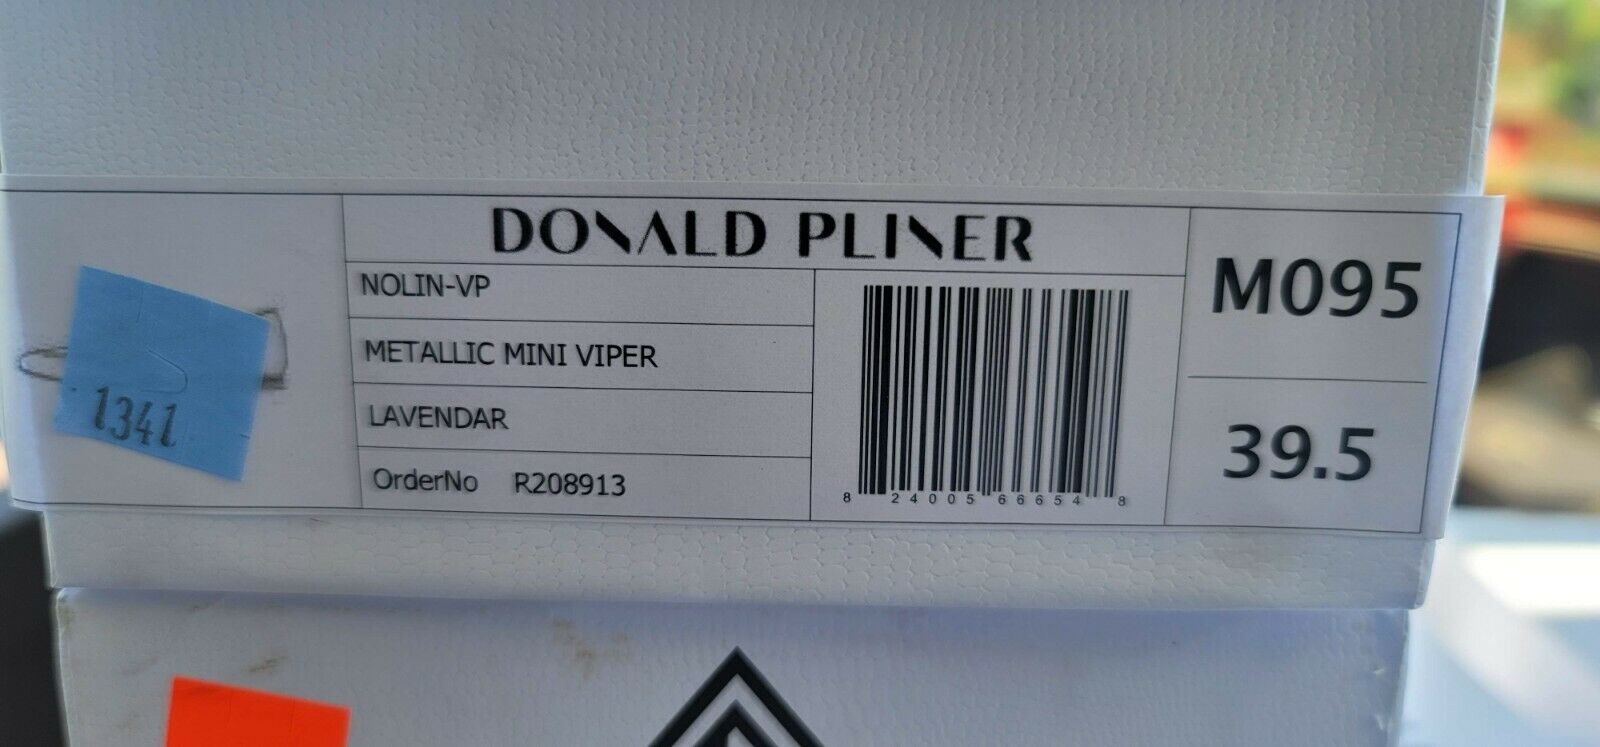 DONALD PLINER
NOLIN-VP
METALLIC MINI VIPER
LAVENDAR
OrderNo R208913
8 24005 66654 8
M095
39.5
1341